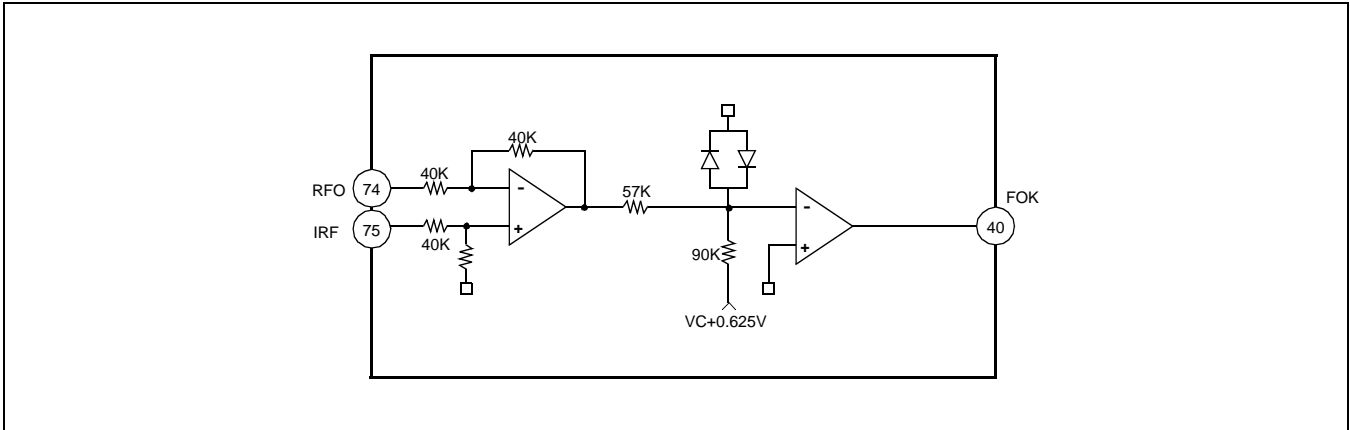 40K
RFO 74 40K - 57K - FOK
IRF 75 + 40
40K 90K +
VC+0.625V